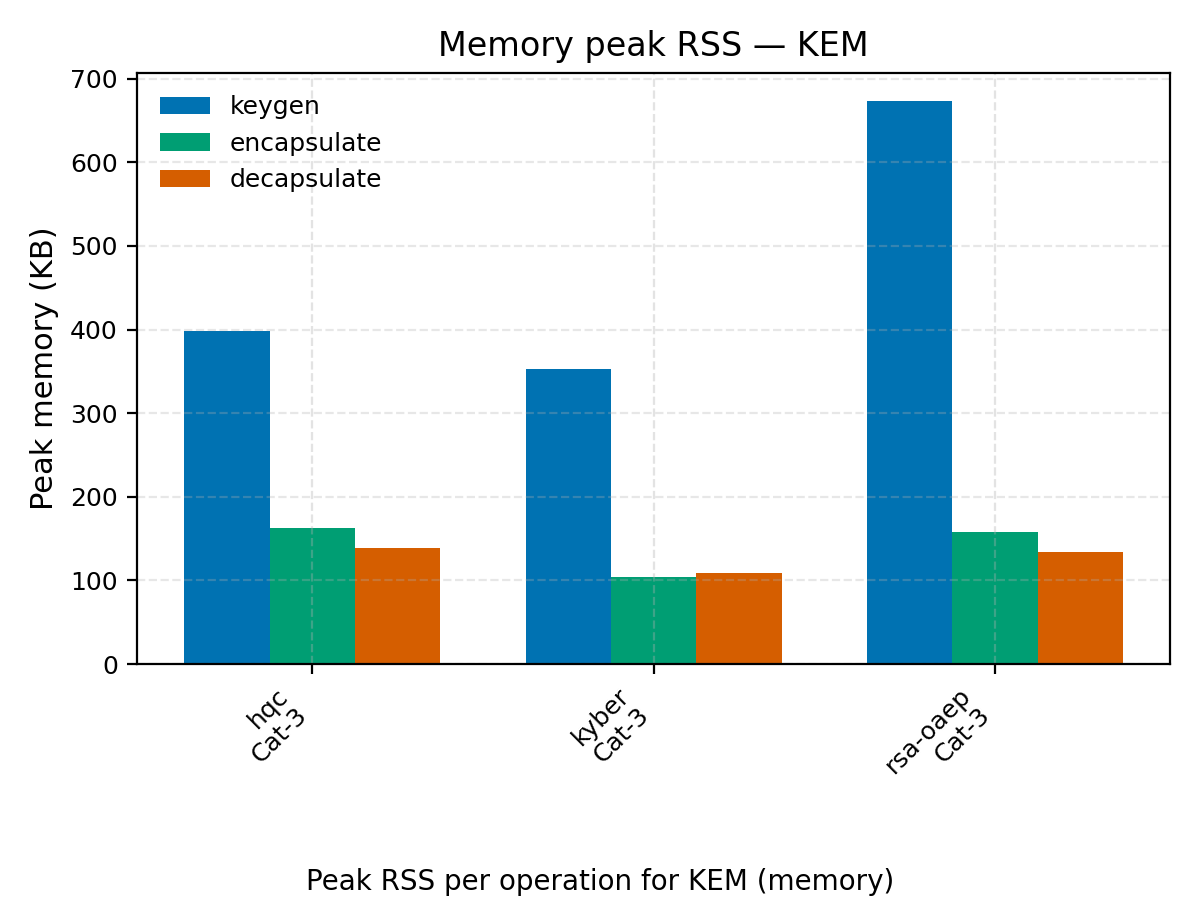 Memory peak RSS — KEM
Peak memory (KB)
700
600
500
400
300
200
100
0
keygen
encapsulate
decapsulate
hqc
Cat-3
kyber
Cat-3
rsa-oaep
Cat-3
Peak RSS per operation for KEM (memory)